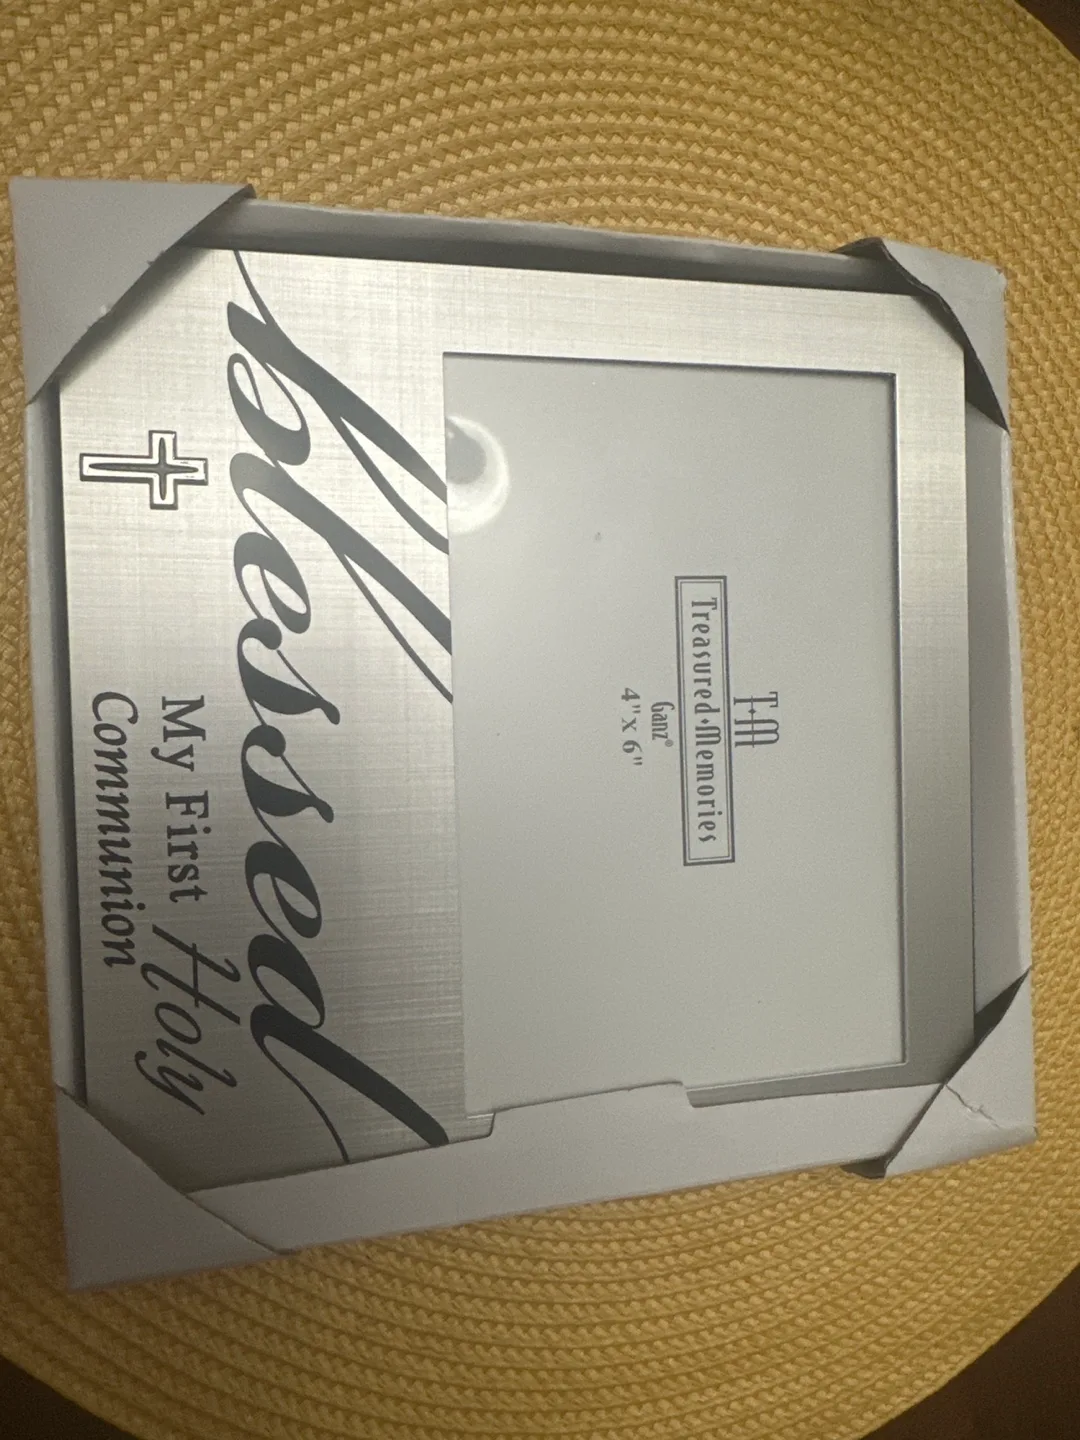 T·M
Treasured·Memories
Ganz®
4" x 6"
blessed
My First Holy
Communion